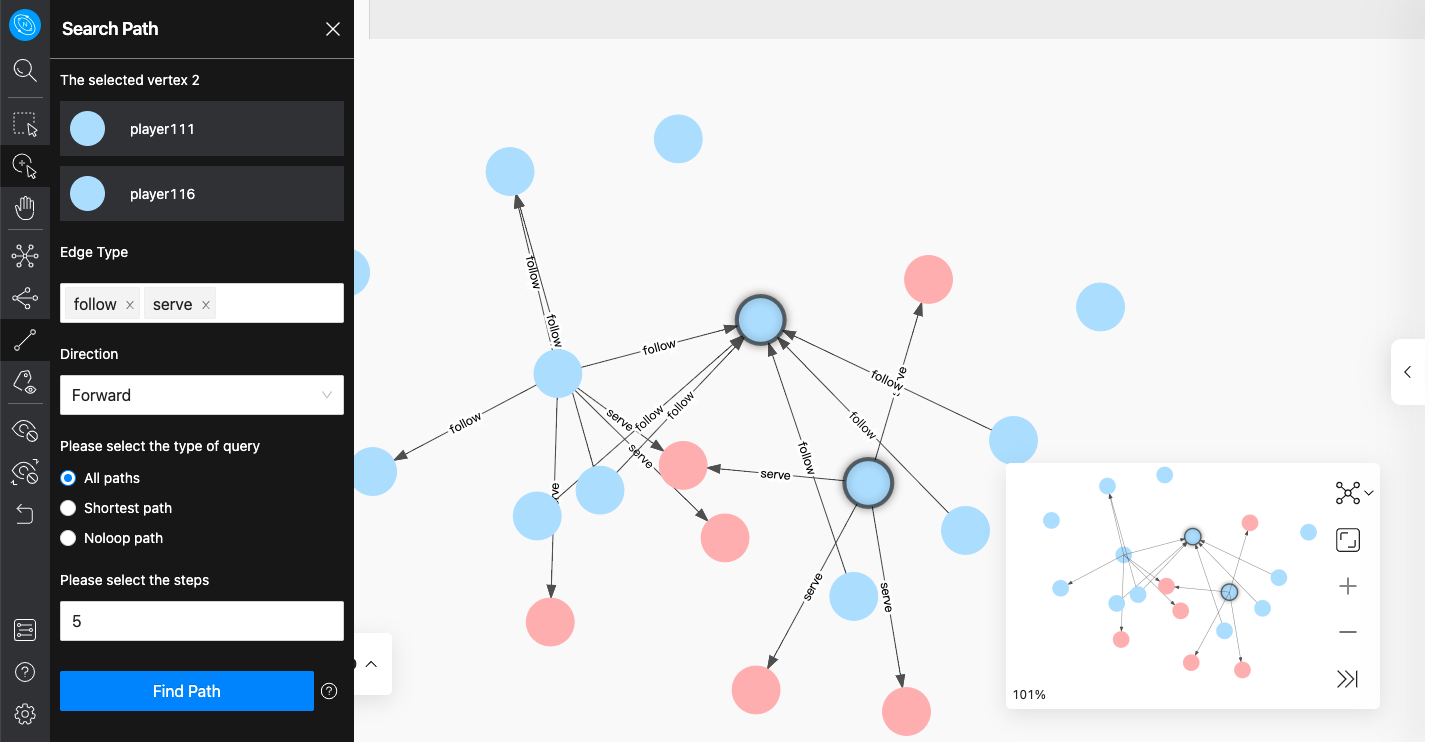 Search Path
The selected vertex 2
player111
player116
Edge Type
follow × serve ×
Direction
Forward
Please select the type of query
All paths
Shortest path
Noloop path
Please select the steps
5
Find Path
follow
follow
follow
follow
follow
follow
follow
follow
follow
serve
serve
serve
serve
serve
101%